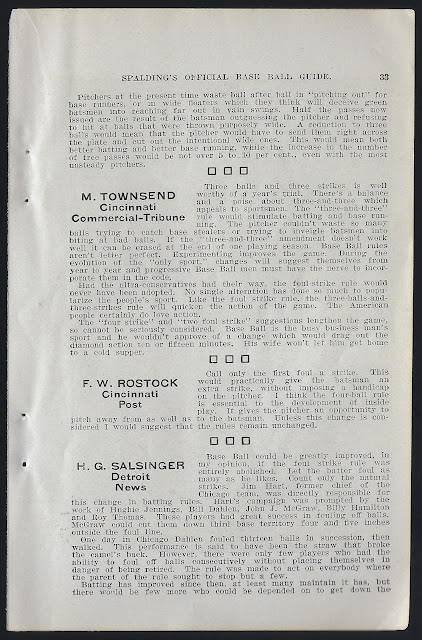 SPALDING'S OFFICIAL BASE BALL GUIDE. 33
Pitchers at the present time waste ball after ball in "pitching out" for
base runners, or in wide floaters which they think will deceive green
batsmen into reaching far out in vain swings. Half the passes now
issued are the result of the batsman outguessing the pitcher and refusing
to hit at balls that were thrown purposely wide. A reduction to three
balls would mean that the pitcher would have to send them right across
the plate and cut out the intentional wide ones. This would mean both
better batting and better base running, while the increase in the number
of free passes would be not over 5 to 10 per cent., even with the most
unsteady pitchers.
M. TOWNSEND
Cincinnati
Commercial-Tribune
Three balls and three strikes is well
worthy of a year's trial. There's a balance
and a poise about three-and-three which
appeals to sportsmen. The "three-and-three"
rule would stimulate batting and base run-
ning. The pitcher couldn't waste so many
balls trying to catch base stealers or trying to inveigle batsmen into
biting at bad balls. If the "three-and-three" amendment doesn't work
well it can be erased at the end of one playing season. Base Ball rules
aren't letter perfect. Experimenting improves the game. During the
evolution of the "only sport," changes will suggest themselves from
year to year and progressive Base Ball men must have the nerve to incor-
porate them in the code.
Had the ultra-conservatives had their way, the foul-strike rule would
never have been adopted. No single alteration has done so much to popu-
larize the people's sport. Like the foul strike rule, the three-balls-and-
three-strikes rule will quicken the action of the game. The American
people certainly do love action.
The "four strike" and "two foul strike" suggestions lengthen the game,
so cannot be seriously considered. Base Ball is the busy business man's
sport and he wouldn't approve of a change which would drag out the
diamond action ten or fifteen minutes. His wife won't let him get home
to a cold supper.
F. W. ROSTOCK
Cincinnati
Post
Call only the first foul a strike. This
would practically give the batsman an
extra strike, without imposing a handicap
on the pitcher. I think the four-ball rule
is essential to the development of inside
play. It gives the pitcher an opportunity to
pitch away from as well as to the batsman. Unless this change is con-
sidered I would suggest that the rules remain unchanged.
H. G. SALSINGER
Detroit
News
Base Ball could be greatly improved, in
my opinion, if the foul strike rule was
entirely abolished. Let the batter foul as
many as he likes. Count only the natural
strikes. Jim Hart, former chief of the
Chicago team, was directly responsible for
this change in batting rules. Hart's campaign was prompted by the
work of Hughie Jennings, Bill Dahlen, John J. McGraw, Billy Hamilton
and Roy Thomas. These players had great success in fouling off balls.
McGraw could cut them down third base territory four and five inches
outside the foul line.
One day in Chicago Dahlen fouled thirteen balls in succession, then
walked. This performance is said to have been the straw that broke
the camel's back. However, there were only few players who had the
ability to foul off balls consecutively without placing themselves in
danger of being retired. The rule was made to act on everybody where
the parent of the rule sought to stop but a few.
Batting has improved since then, at least many maintain it has, but
there would be few more who could be depended on to get down the